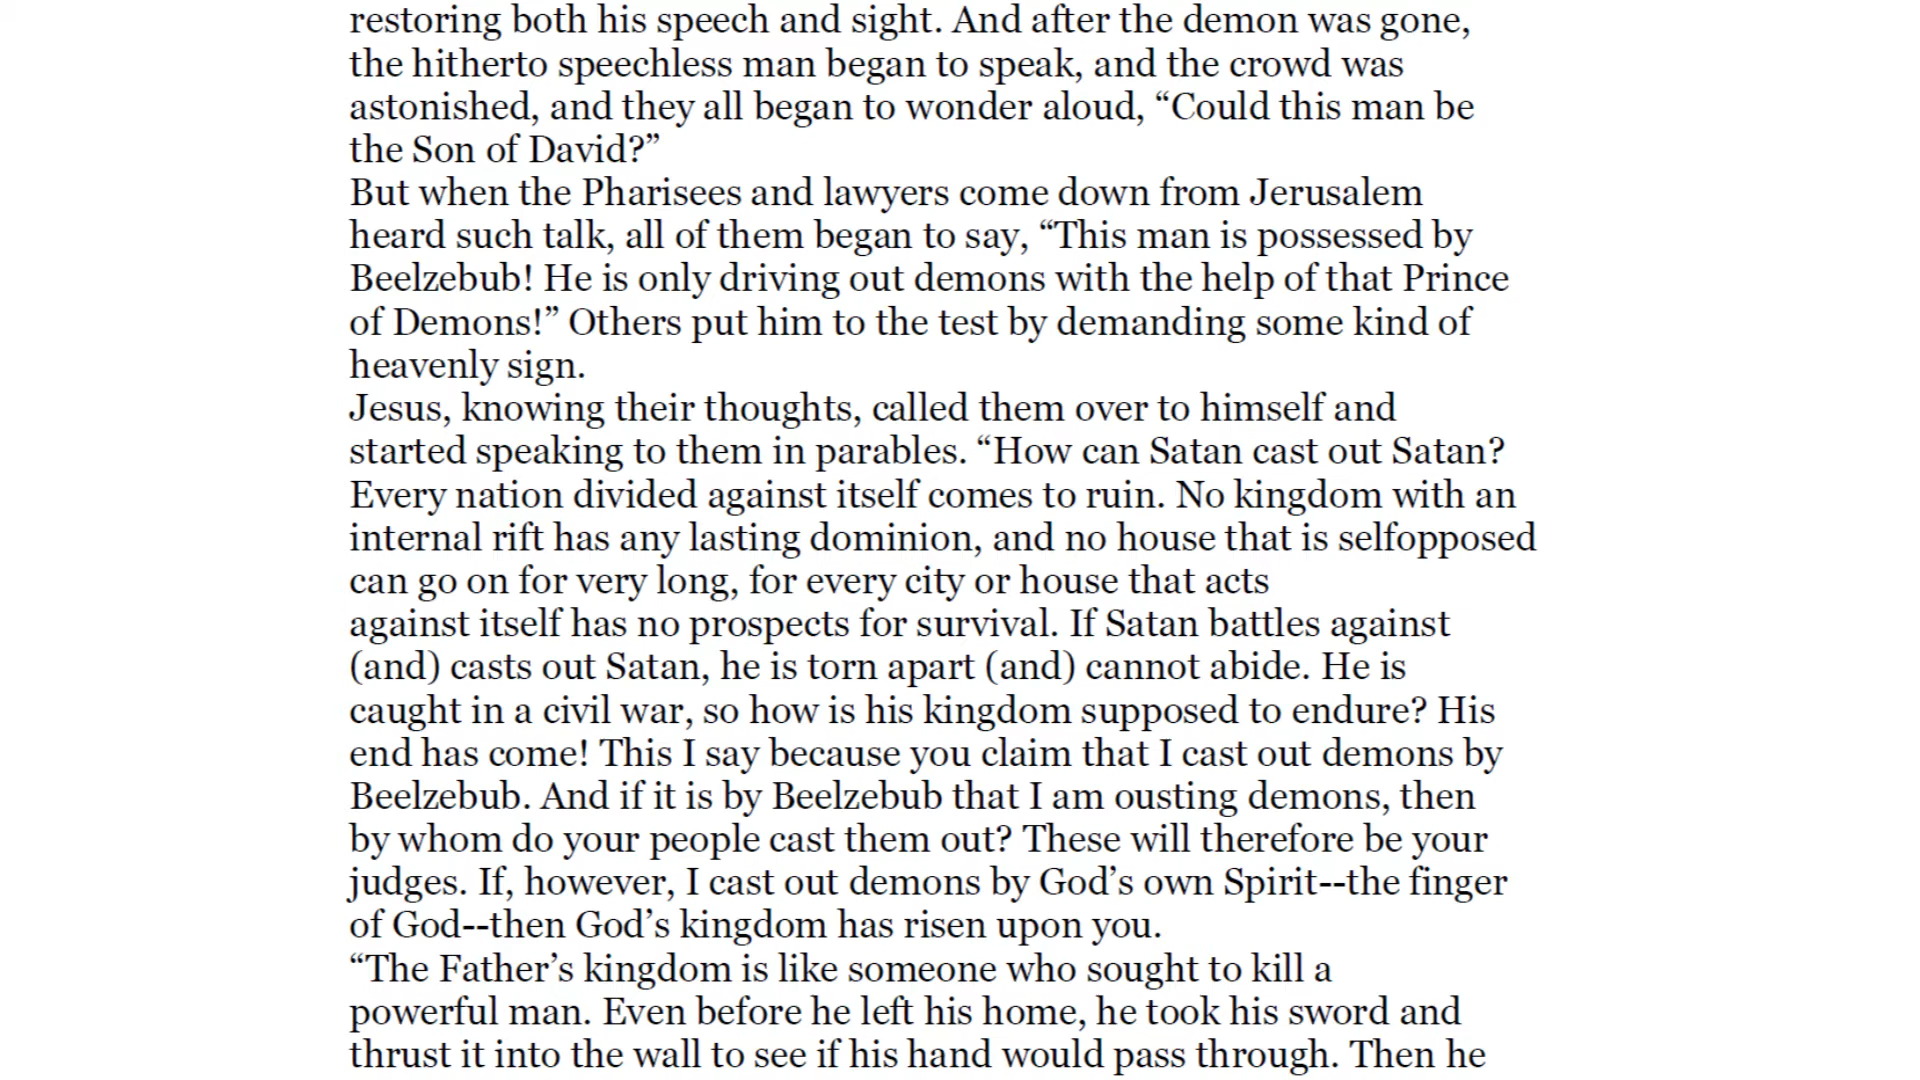 restoring both his speech and sight. And after the demon was gone,
the hitherto speechless man began to speak, and the crowd was
astonished, and they all began to wonder aloud, “Could this man be
the Son of David?”
But when the Pharisees and lawyers come down from Jerusalem
heard such talk, all of them began to say, “This man is possessed by
Beelzebub! He is only driving out demons with the help of that Prince
of Demons!” Others put him to the test by demanding some kind of
heavenly sign.
Jesus, knowing their thoughts, called them over to himself and
started speaking to them in parables. “How can Satan cast out Satan?
Every nation divided against itself comes to ruin. No kingdom with an
internal rift has any lasting dominion, and no house that is selfopposed
can go on for very long, for every city or house that acts
against itself has no prospects for survival. If Satan battles against
(and) casts out Satan, he is torn apart (and) cannot abide. He is
caught in a civil war, so how is his kingdom supposed to endure? His
end has come! This I say because you claim that I cast out demons by
Beelzebub. And if it is by Beelzebub that I am ousting demons, then
by whom do your people cast them out? These will therefore be your
judges. If, however, I cast out demons by God’s own Spirit--the finger
of God--then God’s kingdom has risen upon you.
“The Father’s kingdom is like someone who sought to kill a
powerful man. Even before he left his home, he took his sword and
thrust it into the wall to see if his hand would pass through. Then he